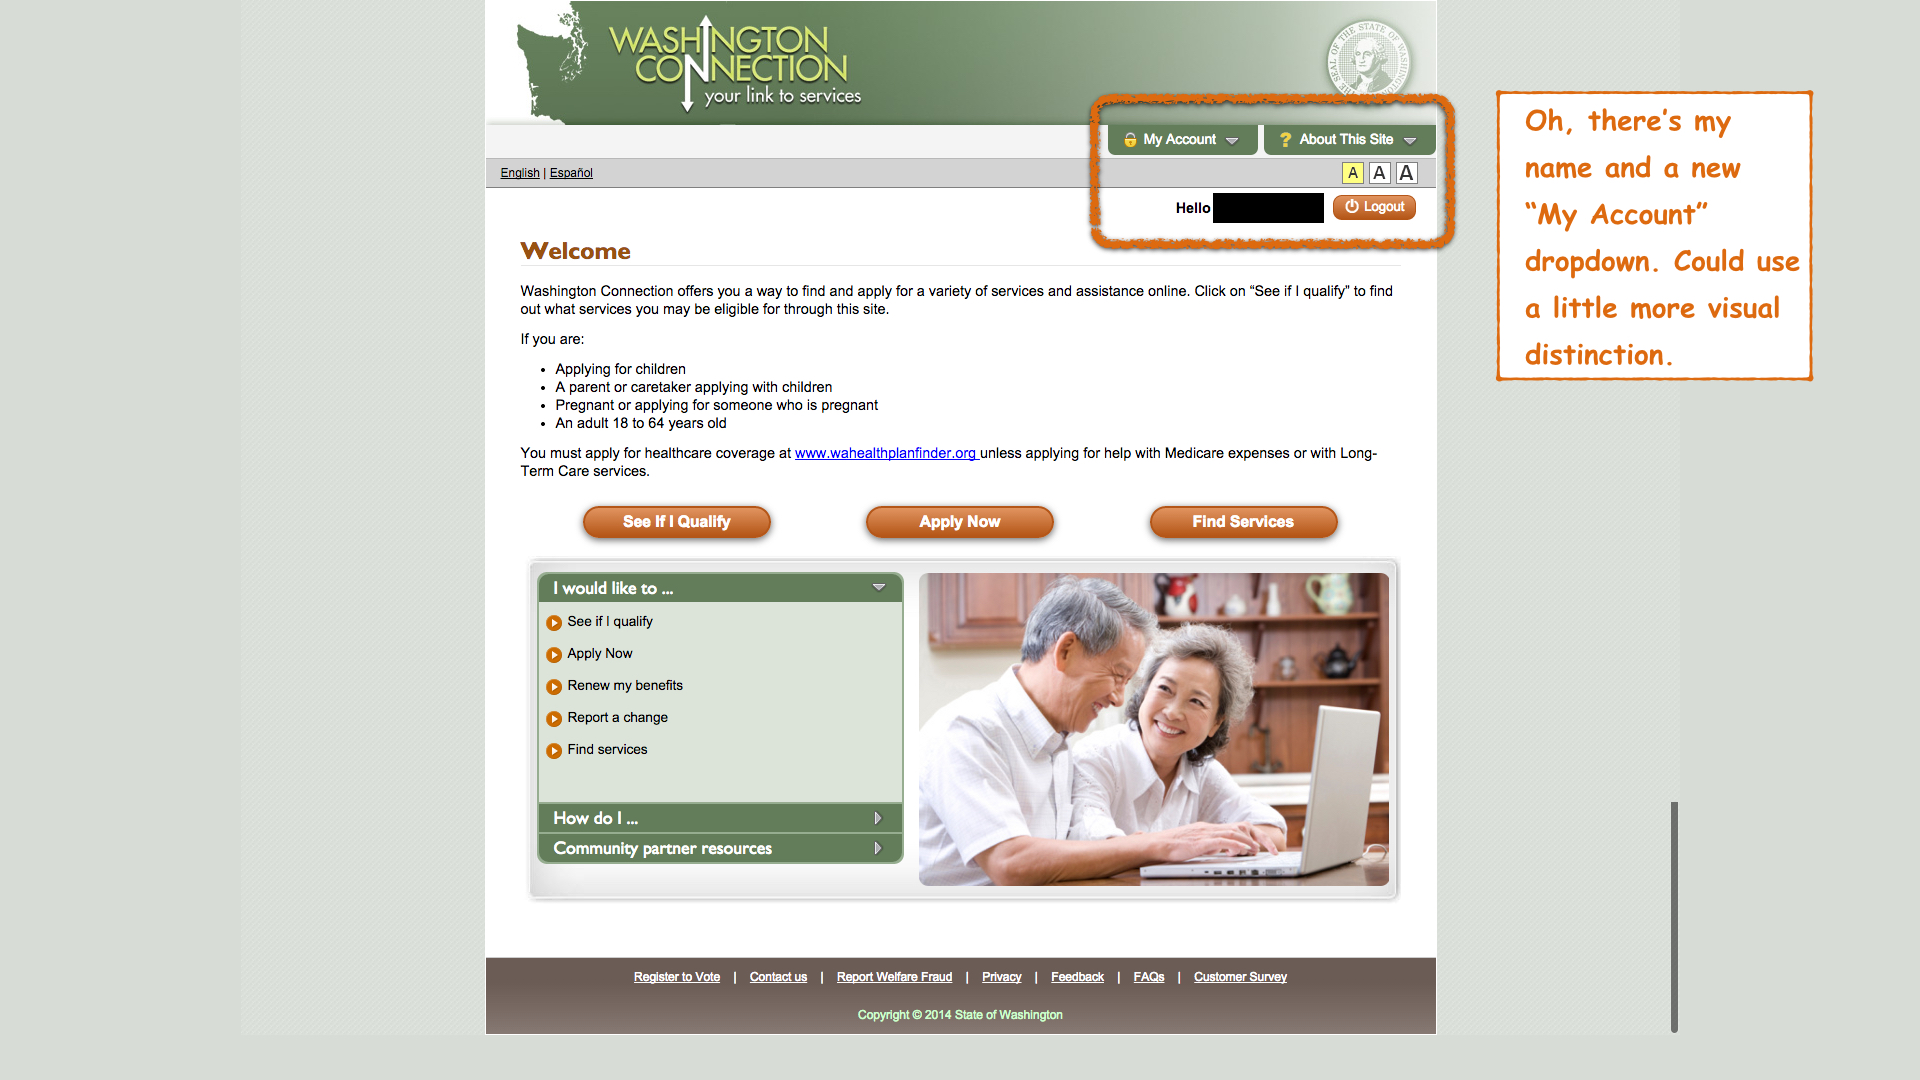 WASHINGTON
CONNECTION
your link to services
THE SEAL OF THE STATE OF WASHINGTON
My Account
About This Site
English | Español
A A A
Hello
Logout
Oh, there's my
name and a new
“My Account”
dropdown. Could use
a little more visual
distinction.
Welcome
Washington Connection offers you a way to find and apply for a variety of services and assistance online. Click on “See if I qualify” to find
out what services you may be eligible for through this site.
If you are:
• Applying for children
• A parent or caretaker applying with children
• Pregnant or applying for someone who is pregnant
• An adult 18 to 64 years old
You must apply for healthcare coverage at www.wahealthplanfinder.org unless applying for help with Medicare expenses or with Long-
Term Care services.
See If I Qualify
Apply Now
Find Services
I would like to ...
See if I qualify
Apply Now
Renew my benefits
Report a change
Find services
How do I ...
Community partner resources
Register to Vote | Contact us | Report Welfare Fraud | Privacy | Feedback | FAQs | Customer Survey
Copyright © 2014 State of Washington